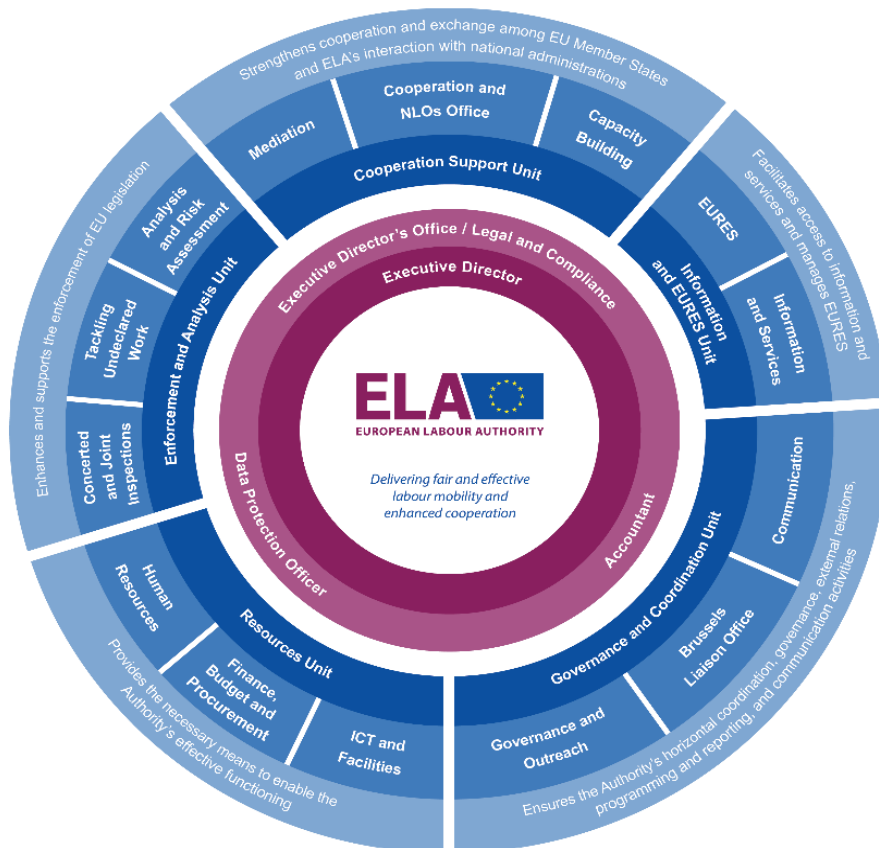 Strengthens cooperation and exchange among EU Member States
and ELA's interaction with national administrations
Mediation
Cooperation and
NLOs Office
Capacity
Building
Cooperation Support Unit
Facilitates access to information and
services and manages EURES
EURES
Information
and Services
Information
and EURES Unit
Enhances and supports the enforcement of EU legislation
Analysis
and Risk
Assessment
Tackling
Undeclared
Work
Concerted
and Joint
Inspections
Enforcement and Analysis Unit
Executive Director's Office / Legal and Compliance
Executive Director
ELA
EUROPEAN LABOUR AUTHORITY
Delivering fair and effective
labour mobility and
enhanced cooperation
Data Protection Officer
Accountant
Communication
Brussels
Liaison Office
Governance and
Outreach
Governance and Coordination Unit
Ensures the Authority's horizontal coordination, governance, external relations,
programming and reporting, and communication activities
Resources Unit
Human
Resources
Finance,
Budget and
Procurement
ICT and
Facilities
Provides the necessary means to enable the
Authority's effective functioning